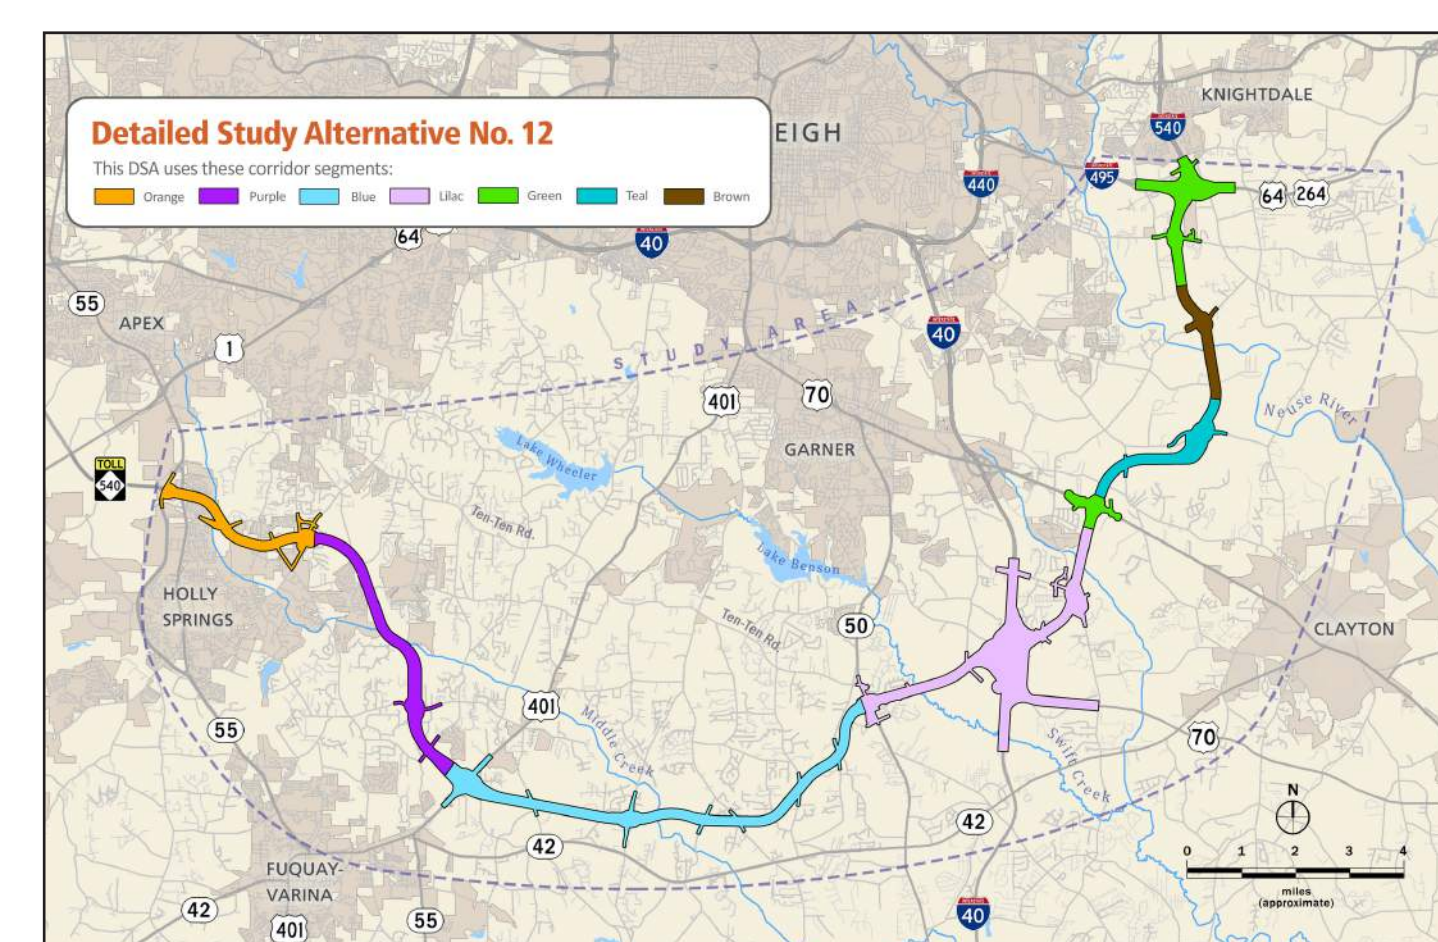 KNIGHTDALE
540
Detailed Study Alternative No. 12
EIGH
This DSA uses these corridor segments:
Orange Purple Blue Lilac Green Teal Brown
440
495
64 264
64
40
55
APEX
1
STUDY AREA
40
401
70
Neuse River
GARNER
Lake Wheeler
TOLL
540
Ten-Ten Rd.
Lake Benson
HOLLY
SPRINGS
Ten-Ten Rd.
50
CLAYTON
401
Middle Creek
55
70
Swift Creek
N
42
42
0 1 2 3 4
miles
(approximate)
FUQUAY-
VARINA
42
401
55
40